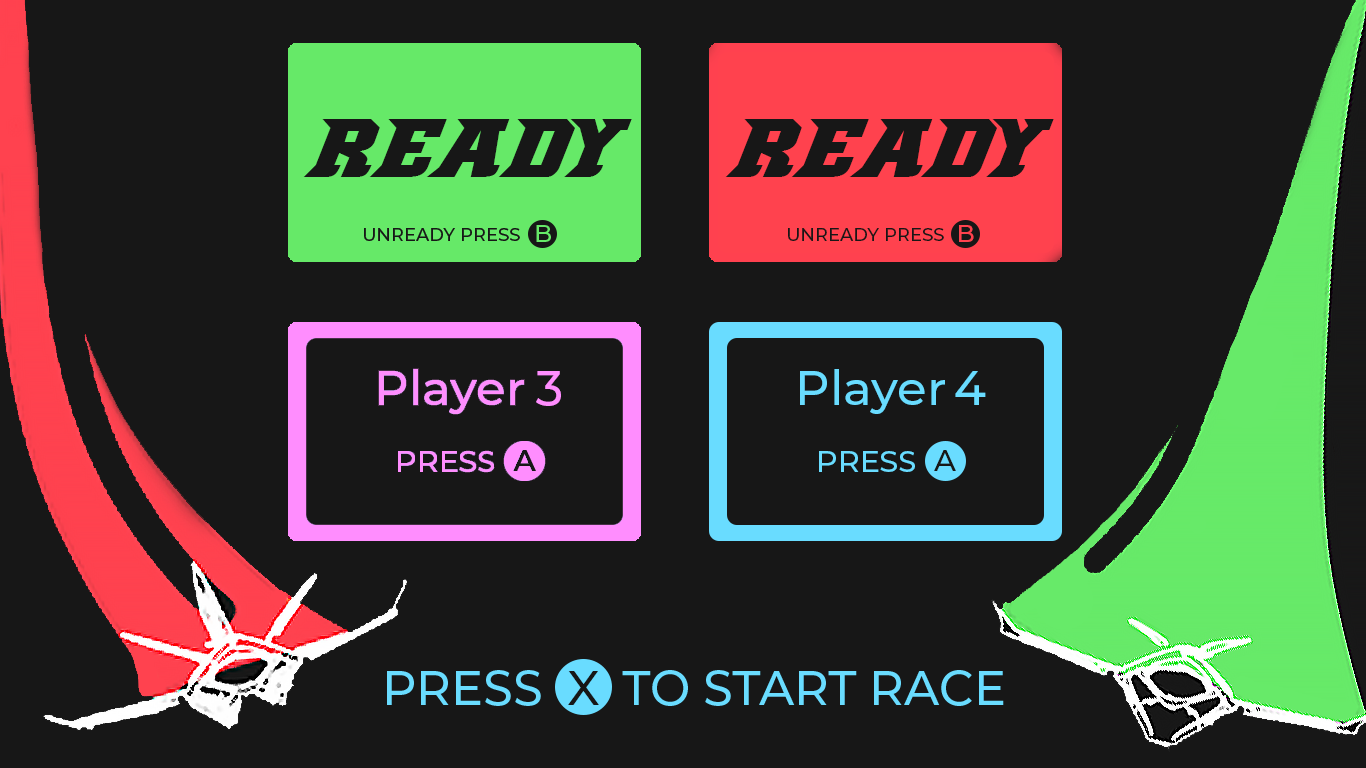 READY
UNREADY PRESS B
READY
UNREADY PRESS B
Player 3
PRESS A
Player 4
PRESS A
PRESS X TO START RACE